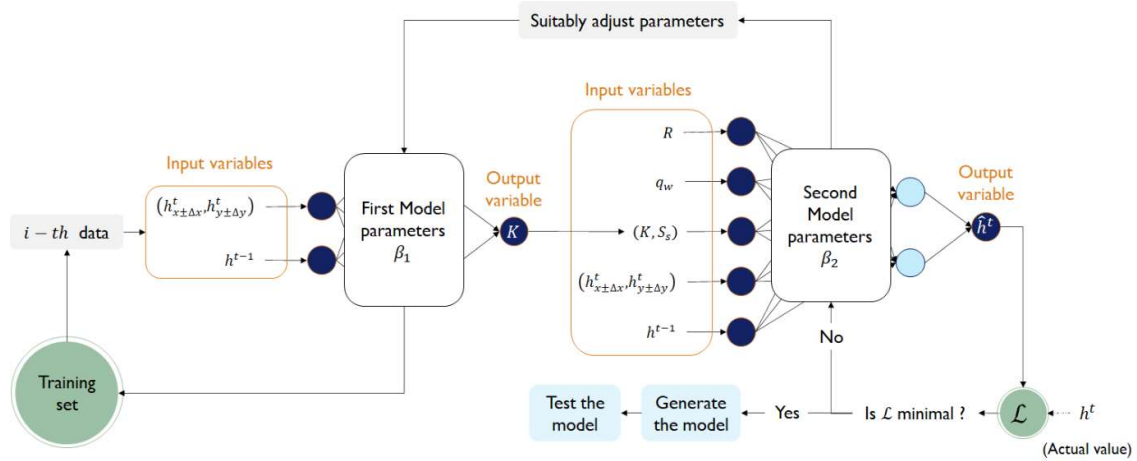 Suitably adjust parameters
Input variables
R
q_w
(K, S_s)
(h^t_{x±Δx}, h^t_{y±Δy})
h^{t−1}
Input variables
(h^t_{x±Δx}, h^t_{y±Δy})
h^{t−1}
i − th data
Training
set
First Model
parameters
β_1
Output
variable
K
Second
Model
parameters
β_2
Output
variable
ĥ^t
No
Test the
model
Generate
the model
Yes
Is ℒ minimal ?
ℒ
h^t
(Actual value)